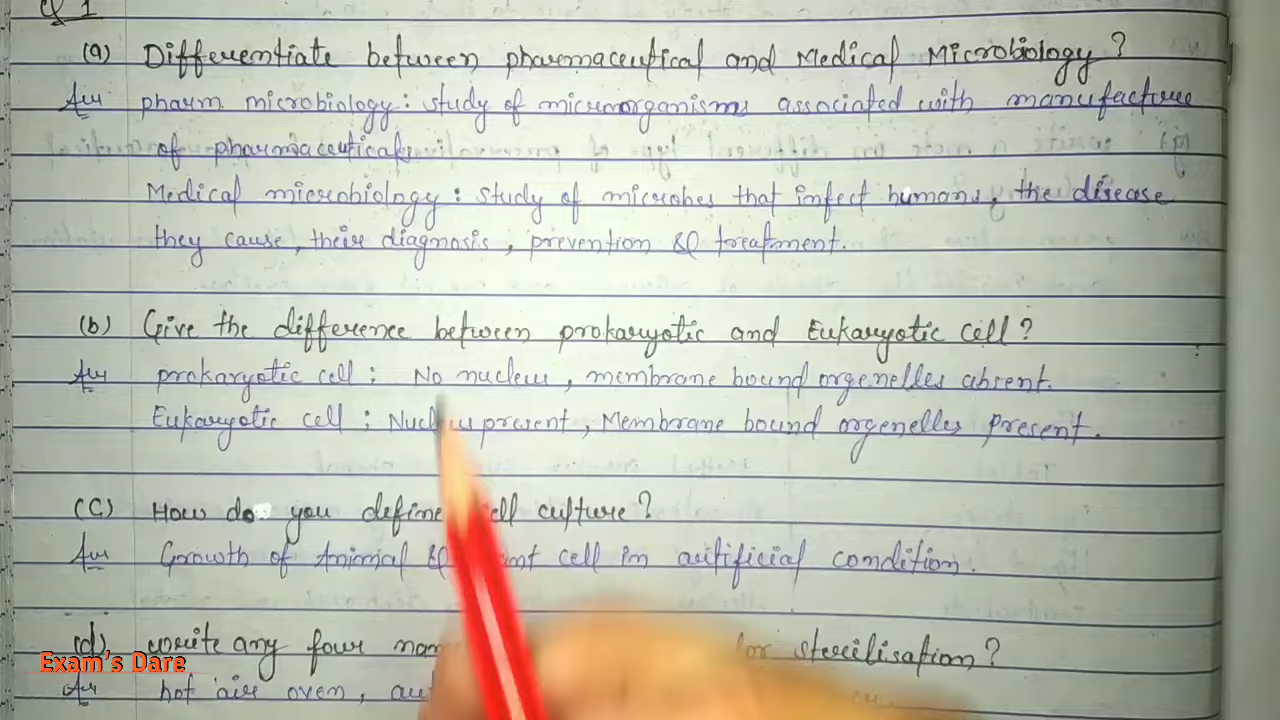 Q 1
(a) Differentiate between pharmaceutical and Medical Microbiology?
Ans pharm microbiology: study of microorganisms associated with manufacture
of pharmaceuticals.
Medical microbiology: study of microbes that infect humans, the disease
they cause, their diagnosis, prevention & treatment.
(b) Give the difference between prokaryotic and Eukaryotic cell?
Ans prokaryotic cell: No nucleus, membrane bound orgenelles absent.
Eukaryotic cell: Nucleus present, Membrane bound orgenelles present.
(C) How do you define cell culture?
Ans Growth of Animal & plant cell in artificial condition.
(d) write any four for sterilisation?
Exam's Dare
Ans hot air oven,